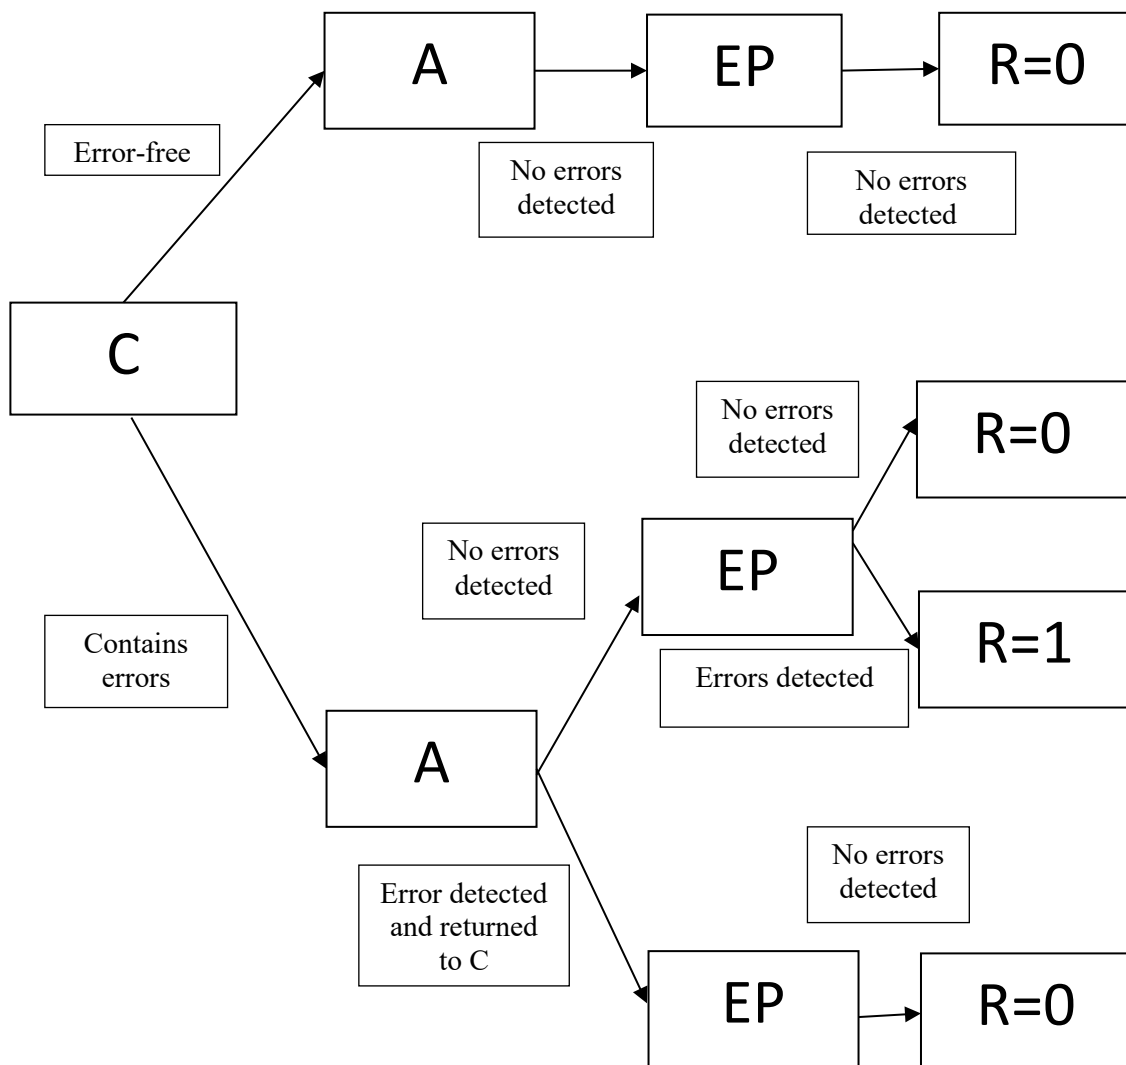 A
EP
R=0
Error-free
No errors
detected
No errors
detected
C
No errors
detected
R=0
No errors
detected
EP
R=1
Contains
errors
Errors detected
A
No errors
detected
Error detected
and returned
to C
EP
R=0